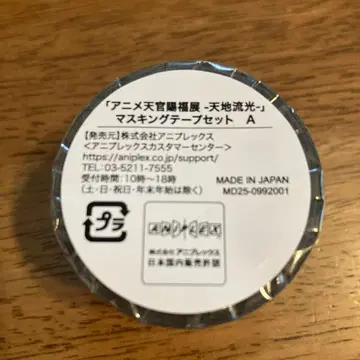 「アニメ天官賜福展 -天地流光-」
マスキングテープセット　A
【発売元】株式会社アニプレックス
<アニプレックスカスタマーセンター>
https://aniplex.co.jp/support/
TEL:03-5211-7555
受付時間:10時〜18時
(土・日・祝日・年末年始は除く)
MADE IN JAPAN
MD25-0992001
プラ
ANIPLEX
株式会社 アニプレックス
日本国内販売許諾